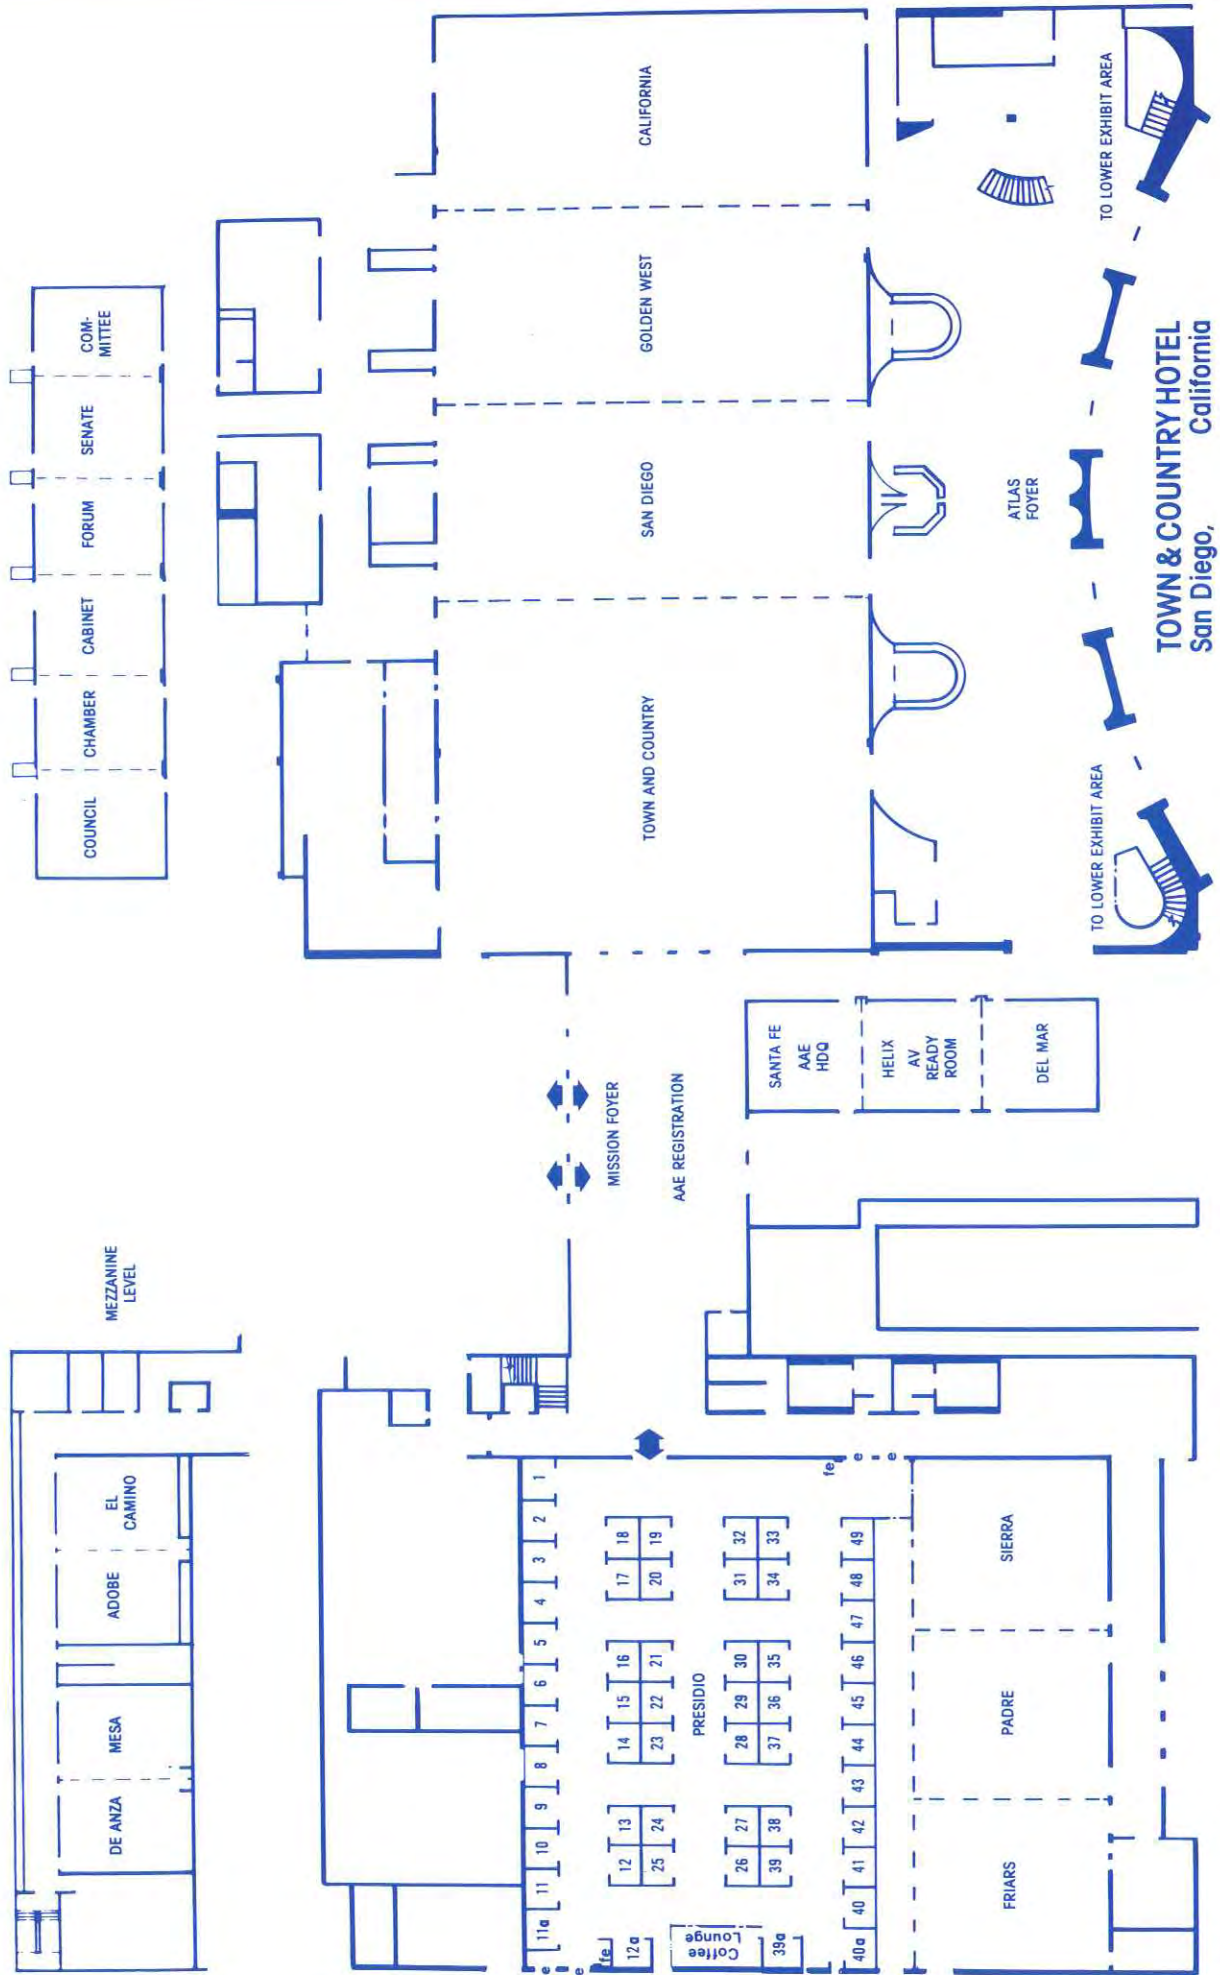 COUNCIL
CHAMBER
CABINET
FORUM
SENATE
COM-
MITTEE
TOWN AND COUNTRY
SAN DIEGO
GOLDEN WEST
CALIFORNIA
ATLAS
FOYER
TO LOWER EXHIBIT AREA
TO LOWER EXHIBIT AREA
TOWN & COUNTRY HOTEL
San Diego, California
MEZZANINE
LEVEL
DE ANZA
MESA
ADOBE
EL
CAMINO
MISSION FOYER
AAE REGISTRATION
SANTA FE
AAE
HDQ
HELIX
AV
READY
ROOM
DEL MAR
11a
11
10
9
8
7
6
5
4
3
2
1
12
13
14
15
16
17
18
25
24
23
22
21
20
19
PRESIDIO
26
27
28
29
30
31
32
39
38
37
36
35
34
33
40a
40
41
42
43
44
45
46
47
48
49
e
e
fe
12a
Coffee
Lounge
39a
e
fe
e
e
FRIARS
PADRE
SIERRA